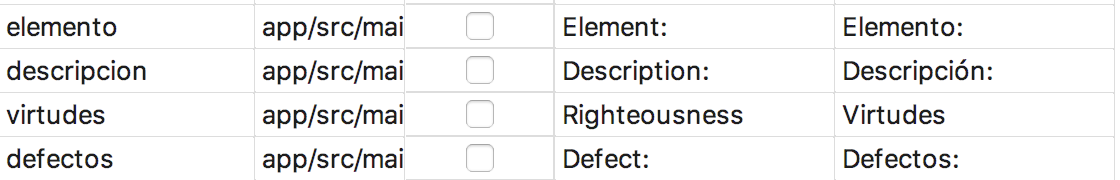 elemento app/src/mai Element: Elemento:
descripcion app/src/mai Description: Descripción:
virtudes app/src/mai Righteousness Virtudes
defectos app/src/mai Defect: Defectos: